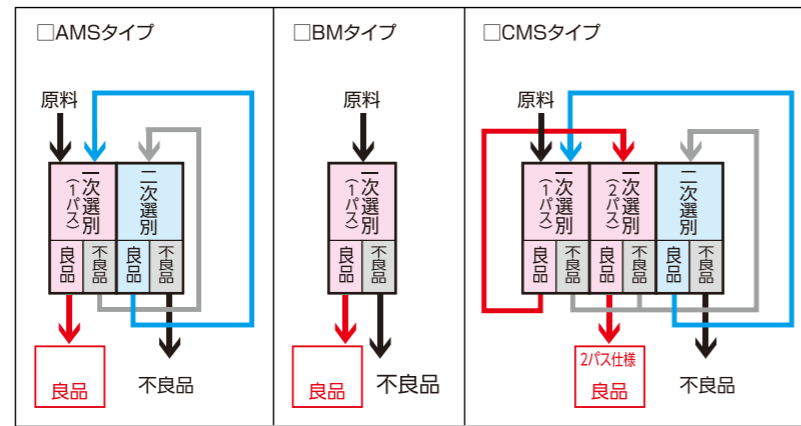 □AMSタイプ
原料
一次選別
（1パス）
二次選別
良品
不良品
良品
不良品
良品
不良品
□BMタイプ
原料
一次選別
（1パス）
良品
不良品
良品
不良品
□CMSタイプ
原料
一次選別
（1パス）
一次選別
（2パス）
二次選別
良品
不良品
良品
不良品
良品
不良品
2パス仕様
良品
不良品